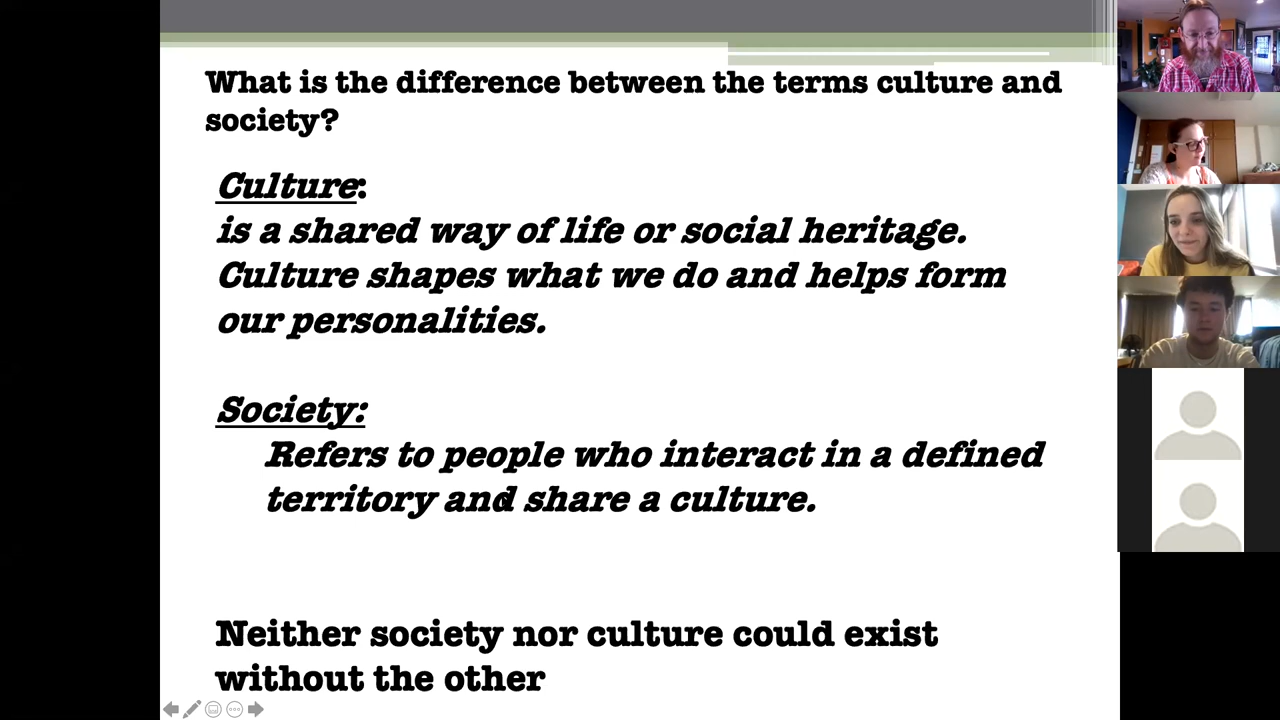 What is the difference between the terms culture and
society?
Culture:
is a shared way of life or social heritage.
Culture shapes what we do and helps form
our personalities.
Society:
Refers to people who interact in a defined
territory and share a culture.
Neither society nor culture could exist
without the other